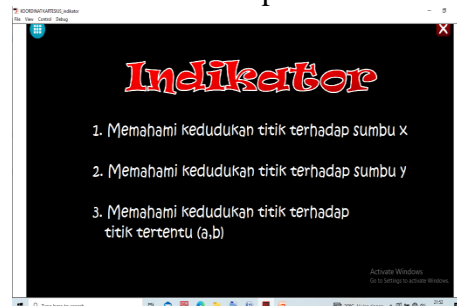 KOORDINAT KARTESIUS_indikator
File View Control Debug
X
Indikator
1. Memahami kedudukan titik terhadap sumbu x
2. Memahami kedudukan titik terhadap sumbu y
3. Memahami kedudukan titik terhadap
titik tertentu (a,b)
Activate Windows
Go to Settings to activate Windows.